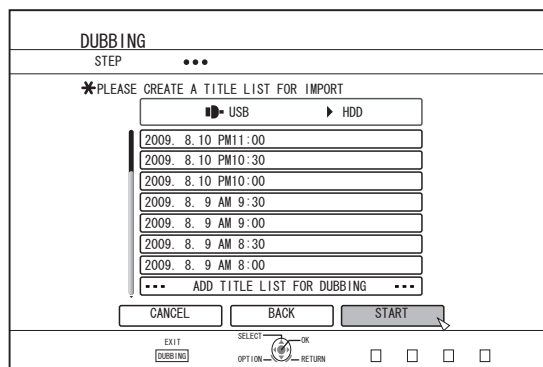 DUBBING
STEP
PLEASE CREATE A TITLE LIST FOR IMPORT
USB HDD
2009. 8.10 PM11:00
2009. 8.10 PM10:30
2009. 8.10 PM10:00
2009. 8. 9 AM 9:30
2009. 8. 9 AM 9:00
2009. 8. 9 AM 8:30
2009. 8. 9 AM 8:00
--- ADD TITLE LIST FOR DUBBING ---
CANCEL BACK START
EXIT SELECT OK
DUBBING OPTION RETURN